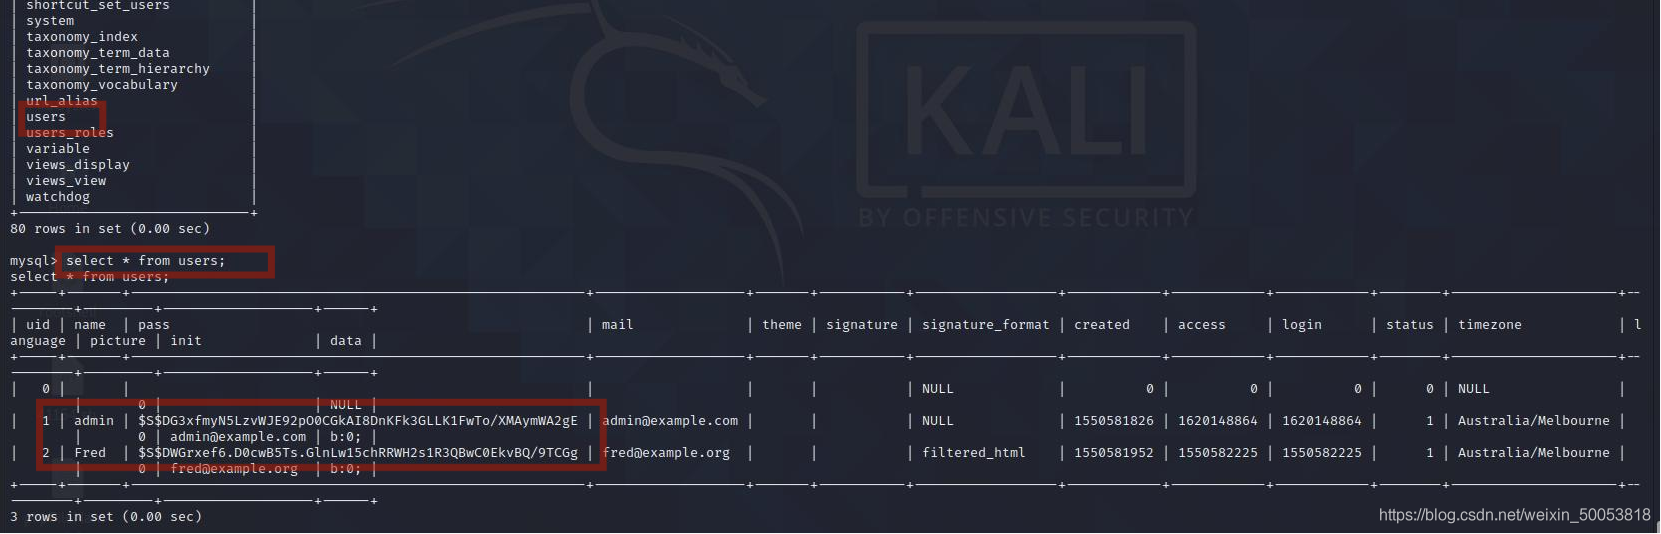 | shortcut_set_users |
| system |
| taxonomy_index |
| taxonomy_term_data |
| taxonomy_term_hierarchy |
| taxonomy_vocabulary |
| url_alias |
| users |
| users_roles |
| variable |
| views_display |
| views_view |
| watchdog |
80 rows in set (0.00 sec)
KALI
BY OFFENSIVE SECURITY
mysql> select * from users;
select * from users;
| uid | name | pass | mail | theme | signature | signature_format | created | access | login | status | timezone | l
anguage | picture | init | data |
| 0 | | | | | | NULL | 0 | 0 | 0 | 0 | NULL |
| 0 | | NULL |
| 1 | admin | $S$DG3xfmyN5LzvWJE92pO0CGkAI8DnKFk3GLLK1FwTo/XMAymWA2gE | admin@example.com | | | NULL | 1550581826 | 1620148864 | 1620148864 | 1 | Australia/Melbourne |
| 0 | admin@example.com | b:0; |
| 2 | Fred | $S$DWGrxef6.D0cwB5Ts.GlnLw15chRRWH2s1R3QBwC0EkvBQ/9TCGg | fred@example.org | | | filtered_html | 1550581952 | 1550582225 | 1550582225 | 1 | Australia/Melbourne |
| 0 | fred@example.org | b:0; |
3 rows in set (0.00 sec)
https://blog.csdn.net/weixin_50053818